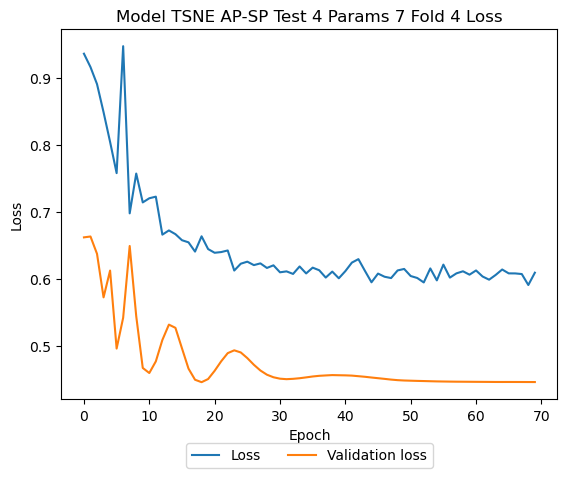 Model TSNE AP-SP Test 4 Params 7 Fold 4 Loss
0.9
0.8
0.7
0.6
0.5
Loss
0 10 20 30 40 50 60 70
Epoch
Loss Validation loss